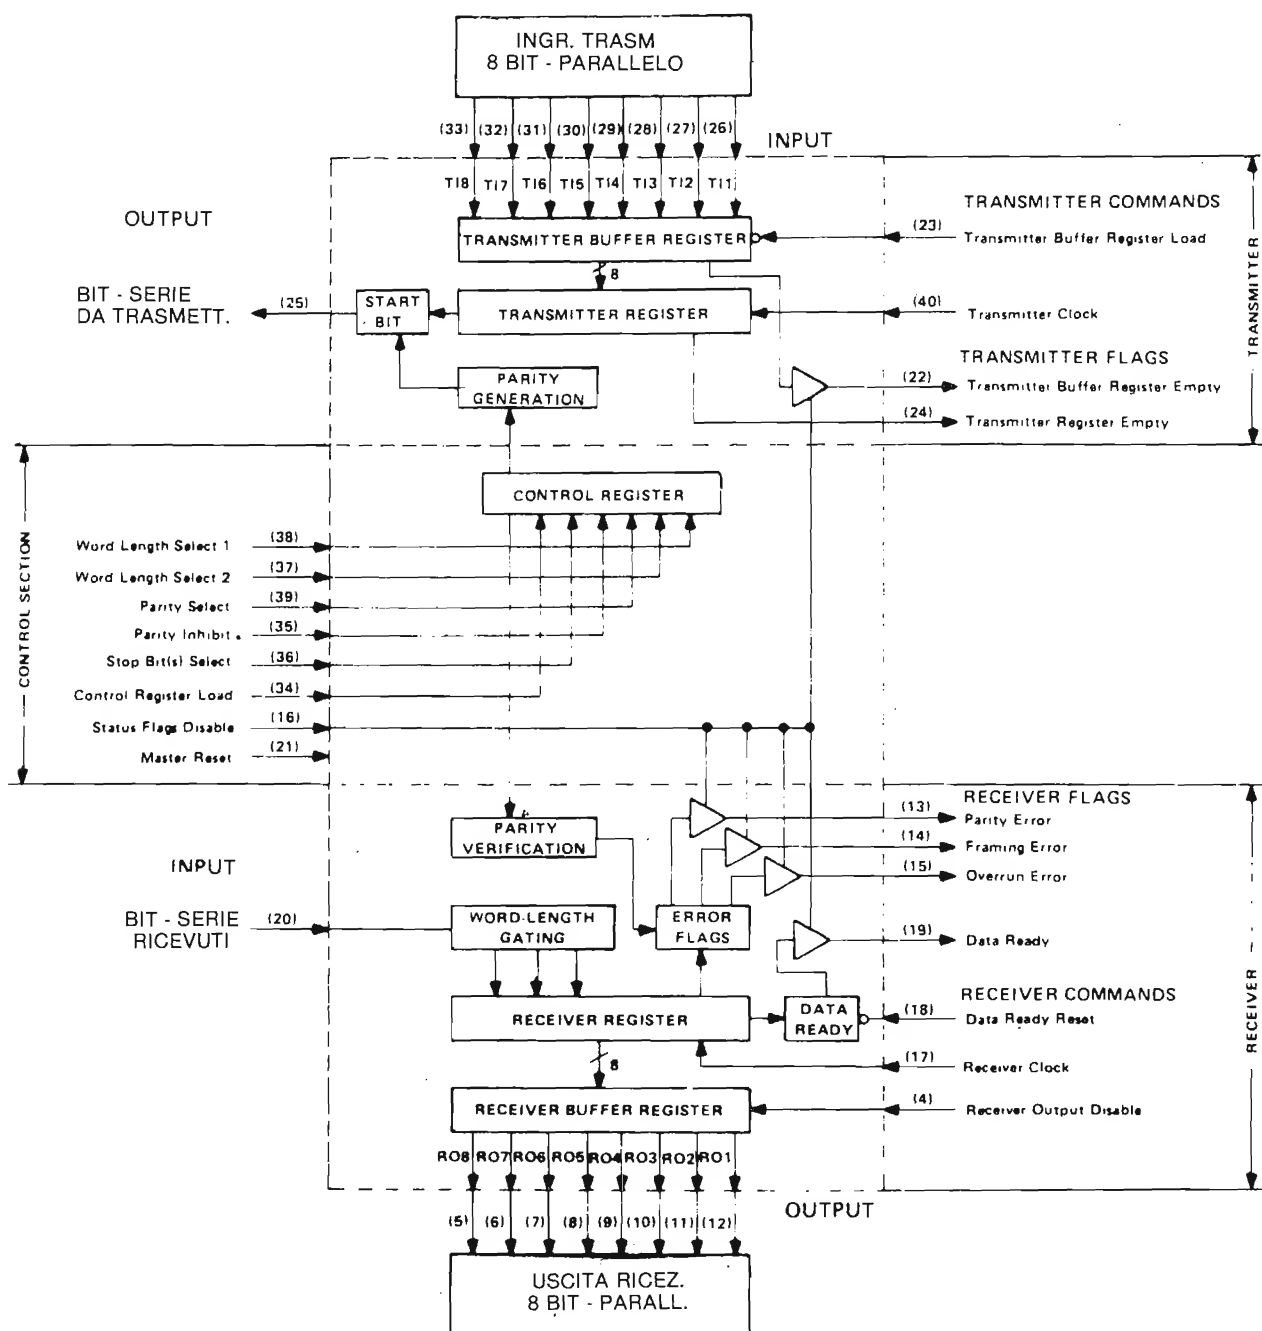 INGR. TRASM
8 BIT - PARALLELO
(33) (32) (31) (30) (29) (28) (27) (26)
INPUT
TI8 TI7 TI6 TI5 TI4 TI3 TI2 TI1
OUTPUT
TRANSMITTER COMMANDS
TRANSMITTER BUFFER REGISTER
(23)
Transmitter Buffer Register Load
8
BIT - SERIE
DA TRASMETT.
(25)
START
BIT
TRANSMITTER REGISTER
(40)
Transmitter Clock
TRANSMITTER
TRANSMITTER FLAGS
PARITY
GENERATION
(22)
Transmitter Buffer Register Empty
(24)
Transmitter Register Empty
CONTROL REGISTER
CONTROL SECTION
Word Length Select 1 (38)
Word Length Select 2 (37)
Parity Select (39)
Parity Inhibit (35)
Stop Bit(s) Select (36)
Control Register Load (34)
Status Flags Disable (16)
Master Reset (21)
RECEIVER FLAGS
(13) Parity Error
PARITY
VERIFICATION
(14) Framing Error
(15) Overrun Error
INPUT
BIT - SERIE
RICEVUTI
(20)
WORD-LENGTH
GATING
ERROR
FLAGS
(19) Data Ready
RECEIVER COMMANDS
RECEIVER REGISTER
DATA
READY
(18) Data Ready Reset
8
(17) Receiver Clock
RECEIVER
RECEIVER BUFFER REGISTER
(4) Receiver Output Disable
RO8 RO7 RO6 RO5 RO4 RO3 RO2 RO1
OUTPUT
(5) (6) (7) (8) (9) (10) (11) (12)
USCITA RICEZ.
8 BIT - PARALL.